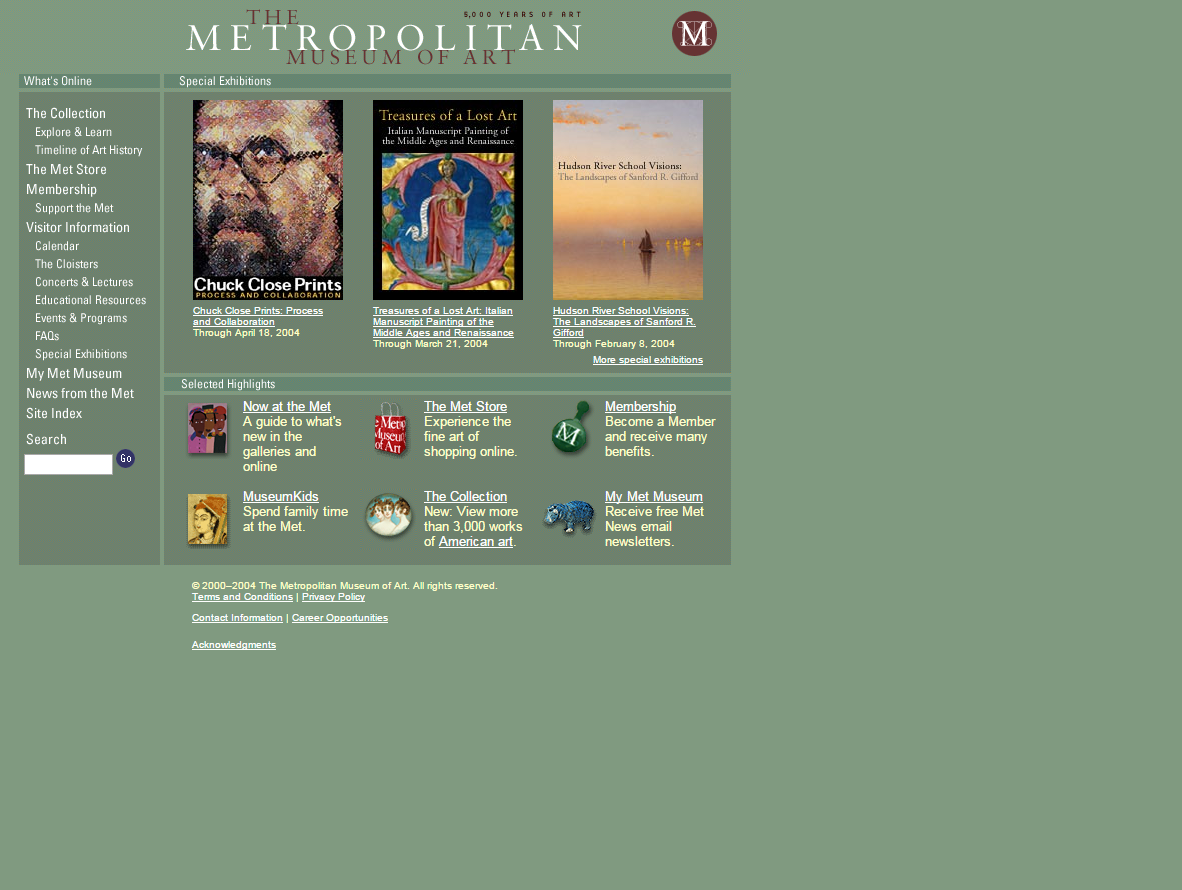 THE
5,000 YEARS OF ART
METROPOLITAN
MUSEUM OF ART
M
What's Online
The Collection
Explore & Learn
Timeline of Art History
The Met Store
Membership
Support the Met
Visitor Information
Calendar
The Cloisters
Concerts & Lectures
Educational Resources
Events & Programs
FAQs
Special Exhibitions
My Met Museum
News from the Met
Site Index
Search
Go
Special Exhibitions
Chuck Close Prints
PROCESS AND COLLABORATION
Chuck Close Prints: Process
and Collaboration
Through April 18, 2004
Treasures of a Lost Art
Italian Manuscript Painting of
the Middle Ages and Renaissance
Treasures of a Lost Art: Italian
Manuscript Painting of the
Middle Ages and Renaissance
Through March 21, 2004
Hudson River School Visions:
The Landscapes of Sanford R. Gifford
Hudson River School Visions:
The Landscapes of Sanford R.
Gifford
Through February 8, 2004
More special exhibitions
Selected Highlights
Now at the Met
A guide to what's
new in the
galleries and
online
The Met Store
Experience the
fine art of
shopping online.
Membership
Become a Member
and receive many
benefits.
MuseumKids
Spend family time
at the Met.
The Collection
New: View more
than 3,000 works
of American art.
My Met Museum
Receive free Met
News email
newsletters.
© 2000–2004 The Metropolitan Museum of Art. All rights reserved.
Terms and Conditions | Privacy Policy
Contact Information | Career Opportunities
Acknowledgments